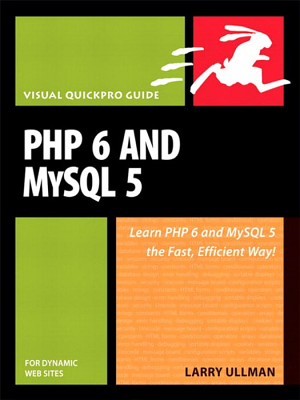 VISUAL QUICKPRO GUIDE
PHP 6 AND
MYSQL 5
Learn PHP 6 and MySQL 5
the Fast, Efficient Way!
FOR DYNAMIC
WEB SITES
LARRY ULLMAN